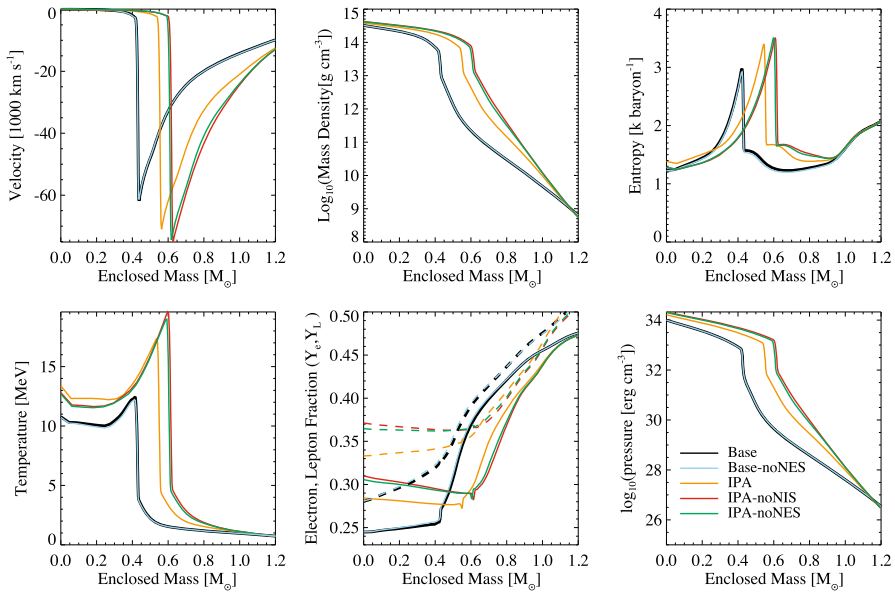 Velocity [1000 km s⁻¹]
0
-20
-40
-60
0.0 0.2 0.4 0.6 0.8 1.0 1.2
Enclosed Mass [M☉]
Log₁₀(Mass Density[g cm⁻³])
15
14
13
12
11
10
9
8
0.0 0.2 0.4 0.6 0.8 1.0 1.2
Enclosed Mass [M☉]
Entropy [k baryon⁻¹]
4
3
2
1
0
0.0 0.2 0.4 0.6 0.8 1.0 1.2
Enclosed Mass [M☉]
Temperature [MeV]
15
10
5
0
0.0 0.2 0.4 0.6 0.8 1.0 1.2
Enclosed Mass [M☉]
Electron, Lepton Fraction (Yₑ,Y_L)
0.50
0.45
0.40
0.35
0.30
0.25
0.0 0.2 0.4 0.6 0.8 1.0 1.2
Enclosed Mass [M☉]
log₁₀(pressure [erg cm⁻³])
34
32
30
28
26
Base
Base-noNES
IPA
IPA-noNIS
IPA-noNES
0.0 0.2 0.4 0.6 0.8 1.0 1.2
Enclosed Mass [M☉]